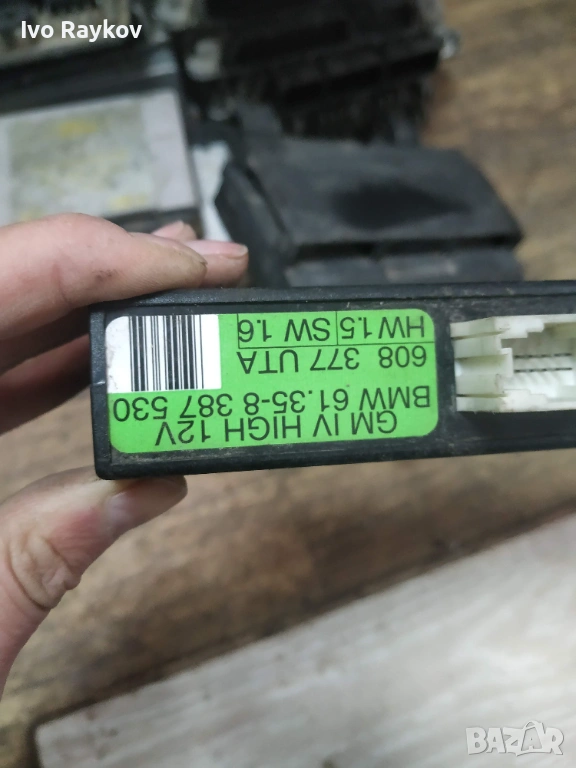 Ivo Raykov
GM IV HIGH 12V
BMW 61.35-8 387 530
608 377 UTA
HW 1.5 SW 1.6
BAZAR